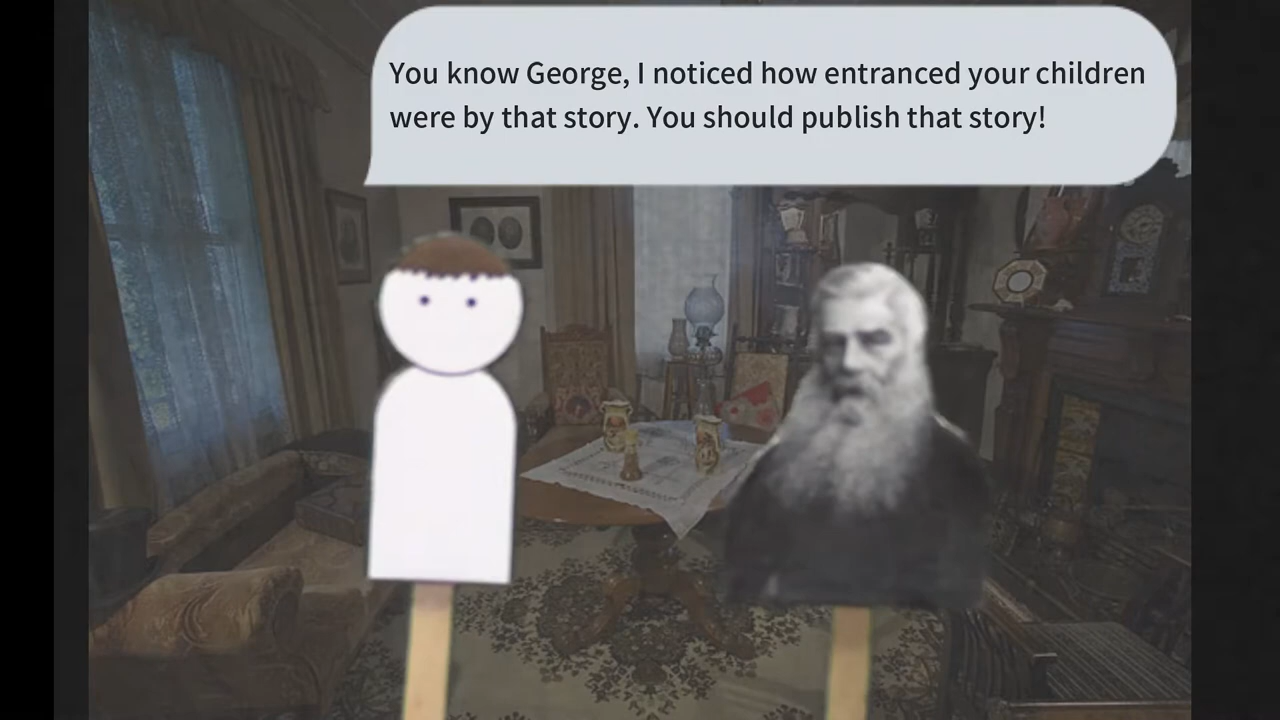 You know George, I noticed how entranced your children
were by that story. You should publish that story!